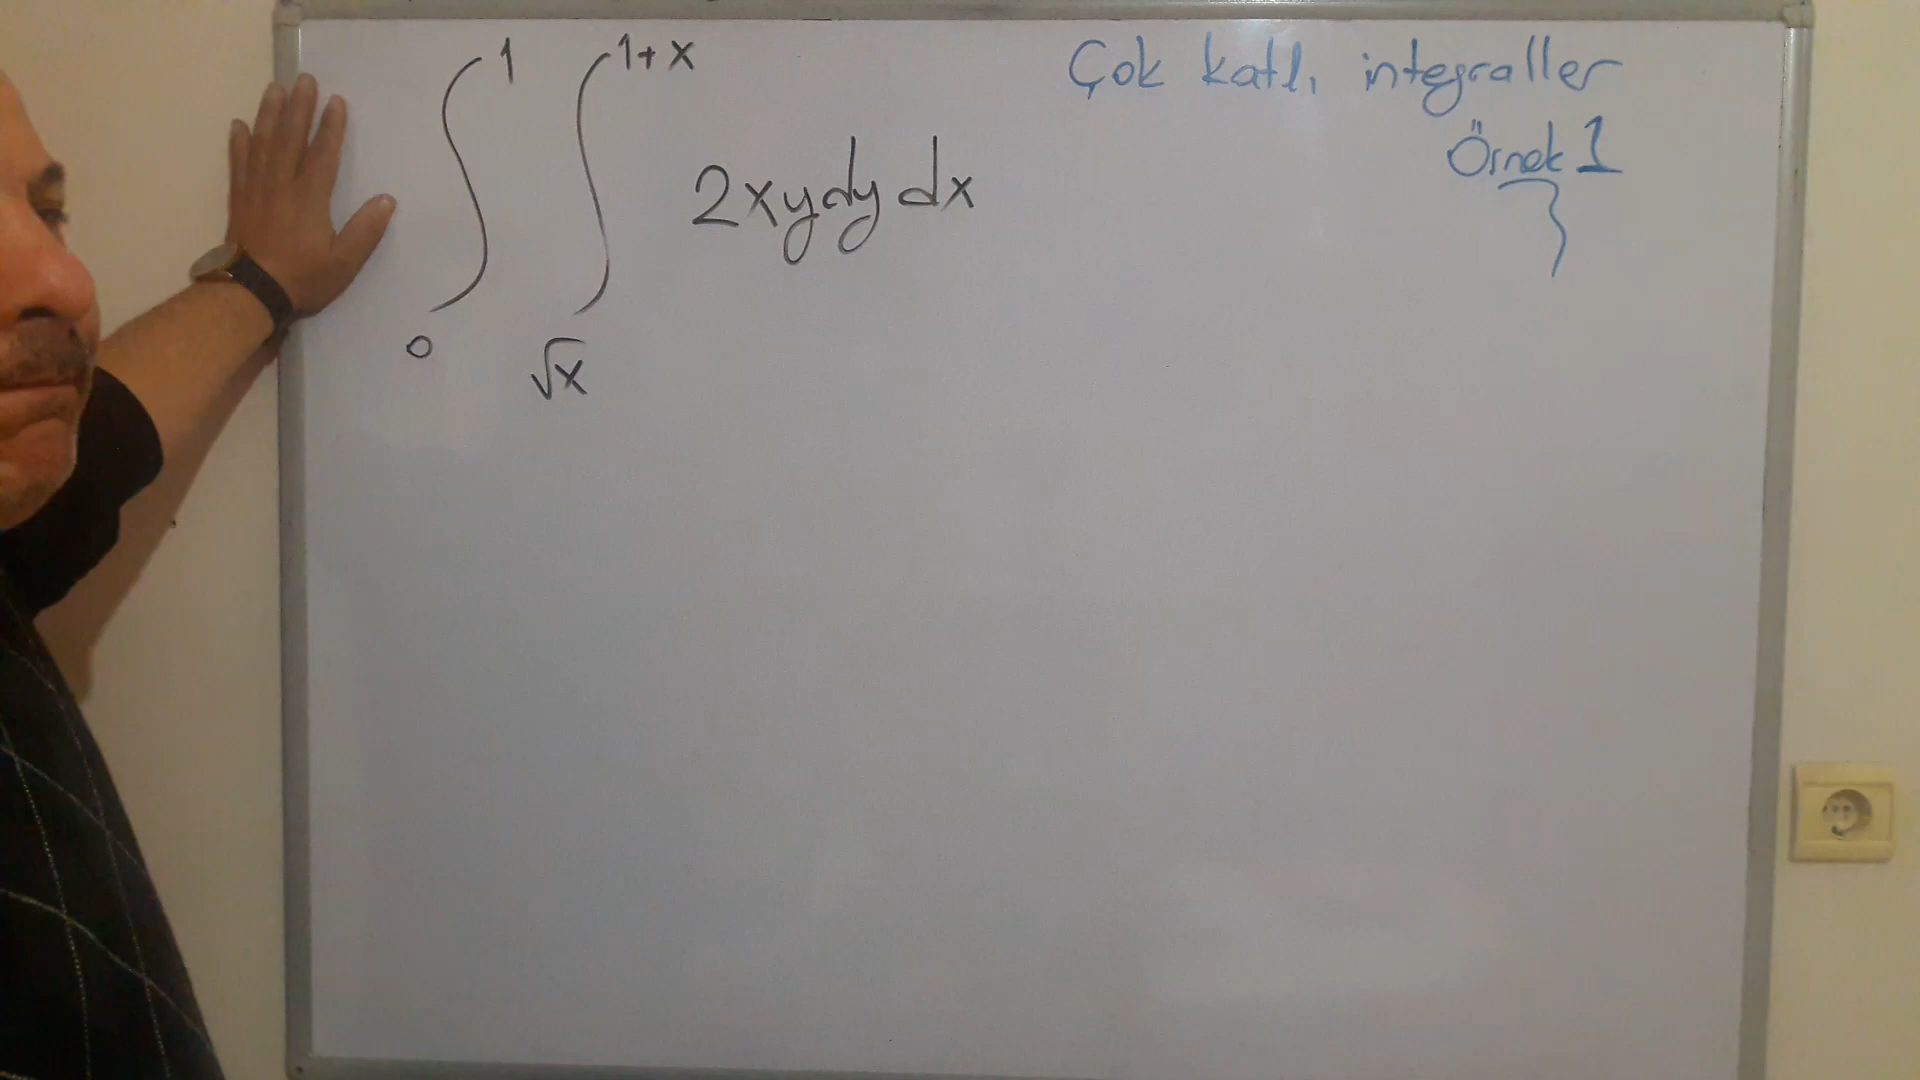 ∫₀¹ ∫_{√x}^{1+x} 2xy dy dx
Çok katlı integraller
Örnek 1